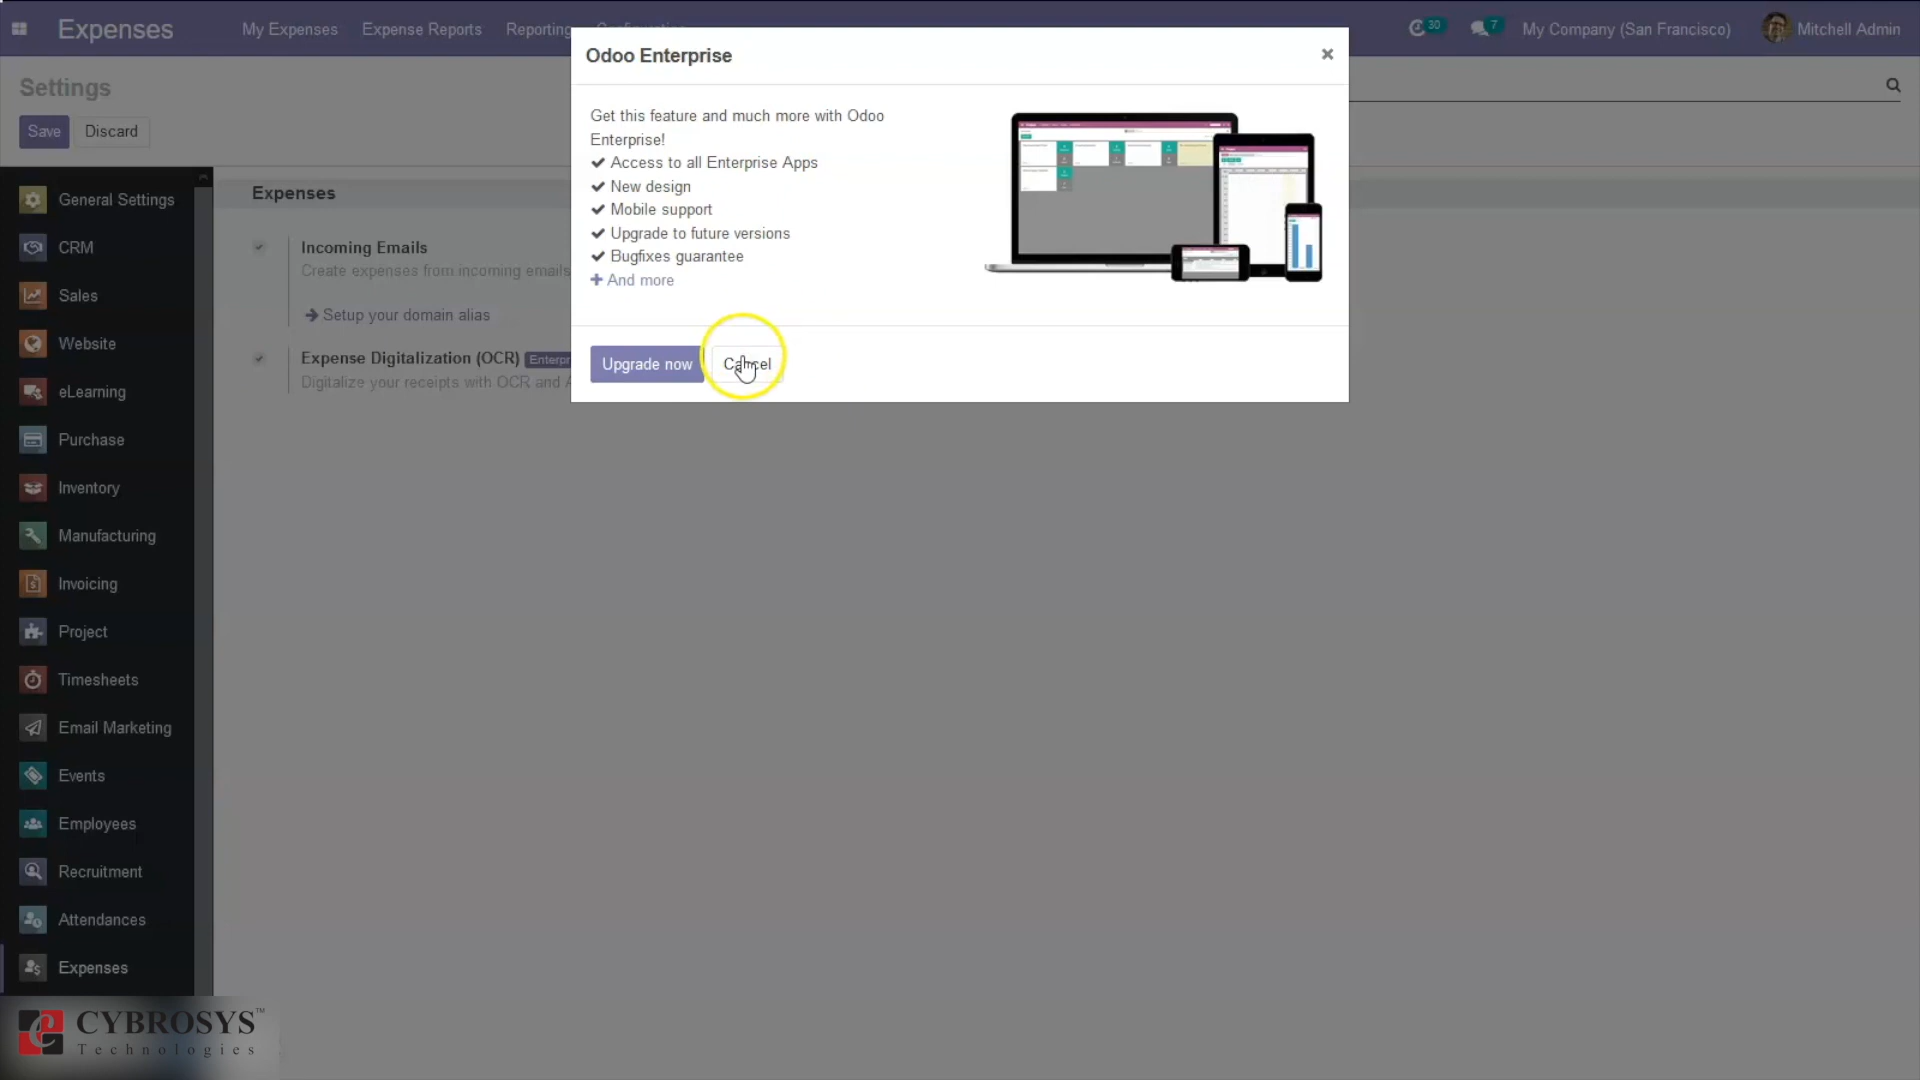 Expenses
My Expenses
Expense Reports
Reporting
30
7
My Company (San Francisco)
Mitchell Admin
Settings
Save
Discard
Odoo Enterprise
Get this feature and much more with Odoo
Enterprise!
Access to all Enterprise Apps
New design
Mobile support
Upgrade to future versions
Bugfixes guarantee
And more
Upgrade now
Cancel
General Settings
CRM
Sales
Website
eLearning
Purchase
Inventory
Manufacturing
Invoicing
Project
Timesheets
Email Marketing
Events
Employees
Recruitment
Attendances
Expenses
Expenses
Incoming Emails
Create expenses from incoming emails
Setup your domain alias
Expense Digitalization (OCR) Enterpr
Digitalize your receipts with OCR and A
CYBROSYS™
Technologies